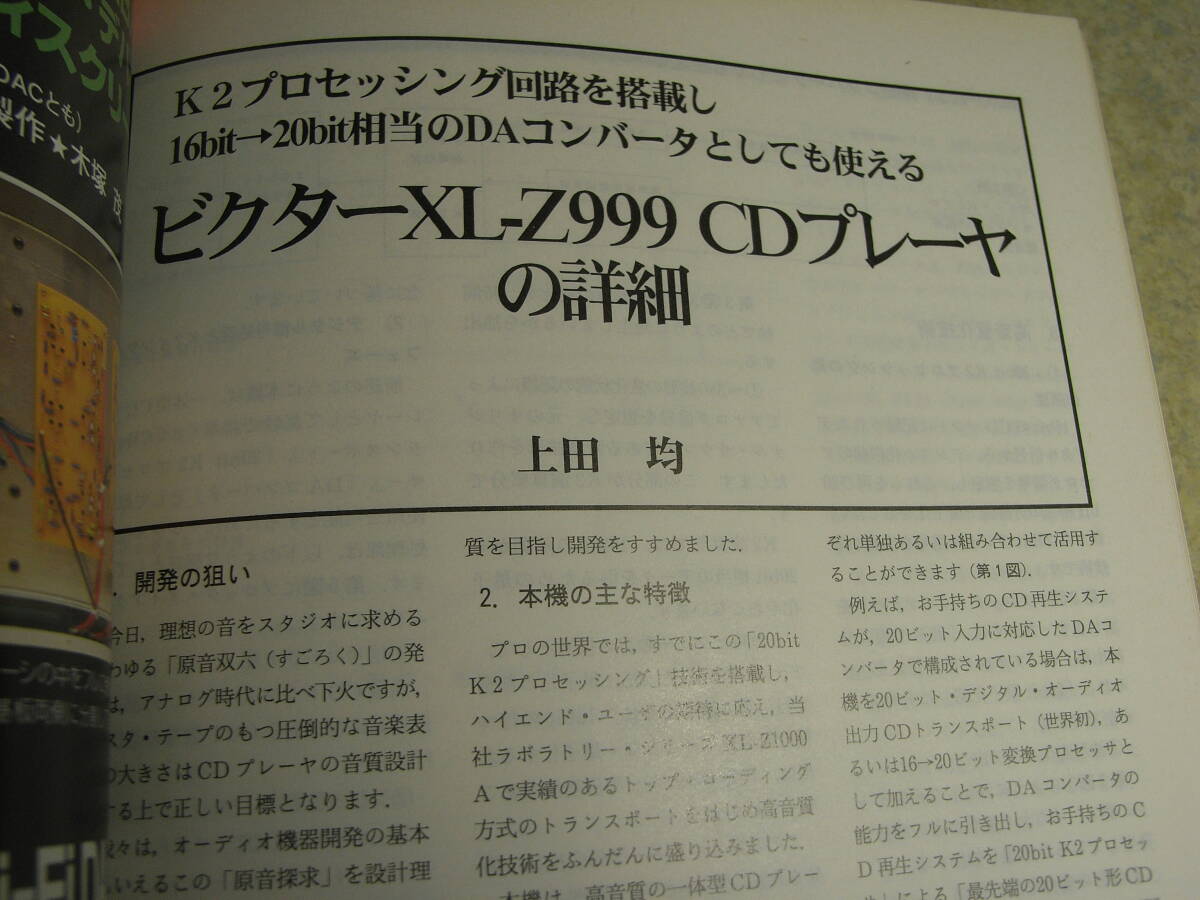 イスクリ
DACとも)
製作★木塚 茂
K2プロセッシング回路を搭載し
16bit→20bit相当のDAコンバータとしても使える
ビクターXL-Z999 CDプレーヤ
の詳細
上田 均
. 開発の狙い
今日，理想の音をスタジオに求める
わゆる「原音双六（すごろく）」の発
は，アナログ時代に比べ下火ですが，
スタ・テープのもつ圧倒的な音楽表
の大きさはCDプレーヤの音質設計
する上で正しい目標となります．
我々は，オーディオ機器開発の基本
いえるこの「原音探求」を設計理
質を目指し開発をすすめました．
2. 本機の主な特徴
プロの世界では，すでにこの「20bit
K2プロセッシング」技術を搭載し，
ハイエンド・ユーザの期待に応え，当
社ラボラトリー・シリーズXL-Z1000
Aで実績のあるトップ・ローディング
方式のトランスポートをはじめ高音質
化技術をふんだんに盛り込みました．
本機は，高音質の一体型CDプレー
ぞれ単独あるいは組み合わせて活用す
ることができます（第1図）．
例えば，お手持ちのCD再生システ
ムが，20ビット入力に対応したDAコ
ンバータで構成されている場合は，本
機を20ビット・デジタル・オーディオ
出力CDトランスポート（世界初），あ
るいは16→20ビット変換プロセッサと
して加えることで，DAコンバータの
能力をフルに引き出し，お手持ちのC
D再生システムを「20bit K2プロセッ
による「最先端の20ビット形CD